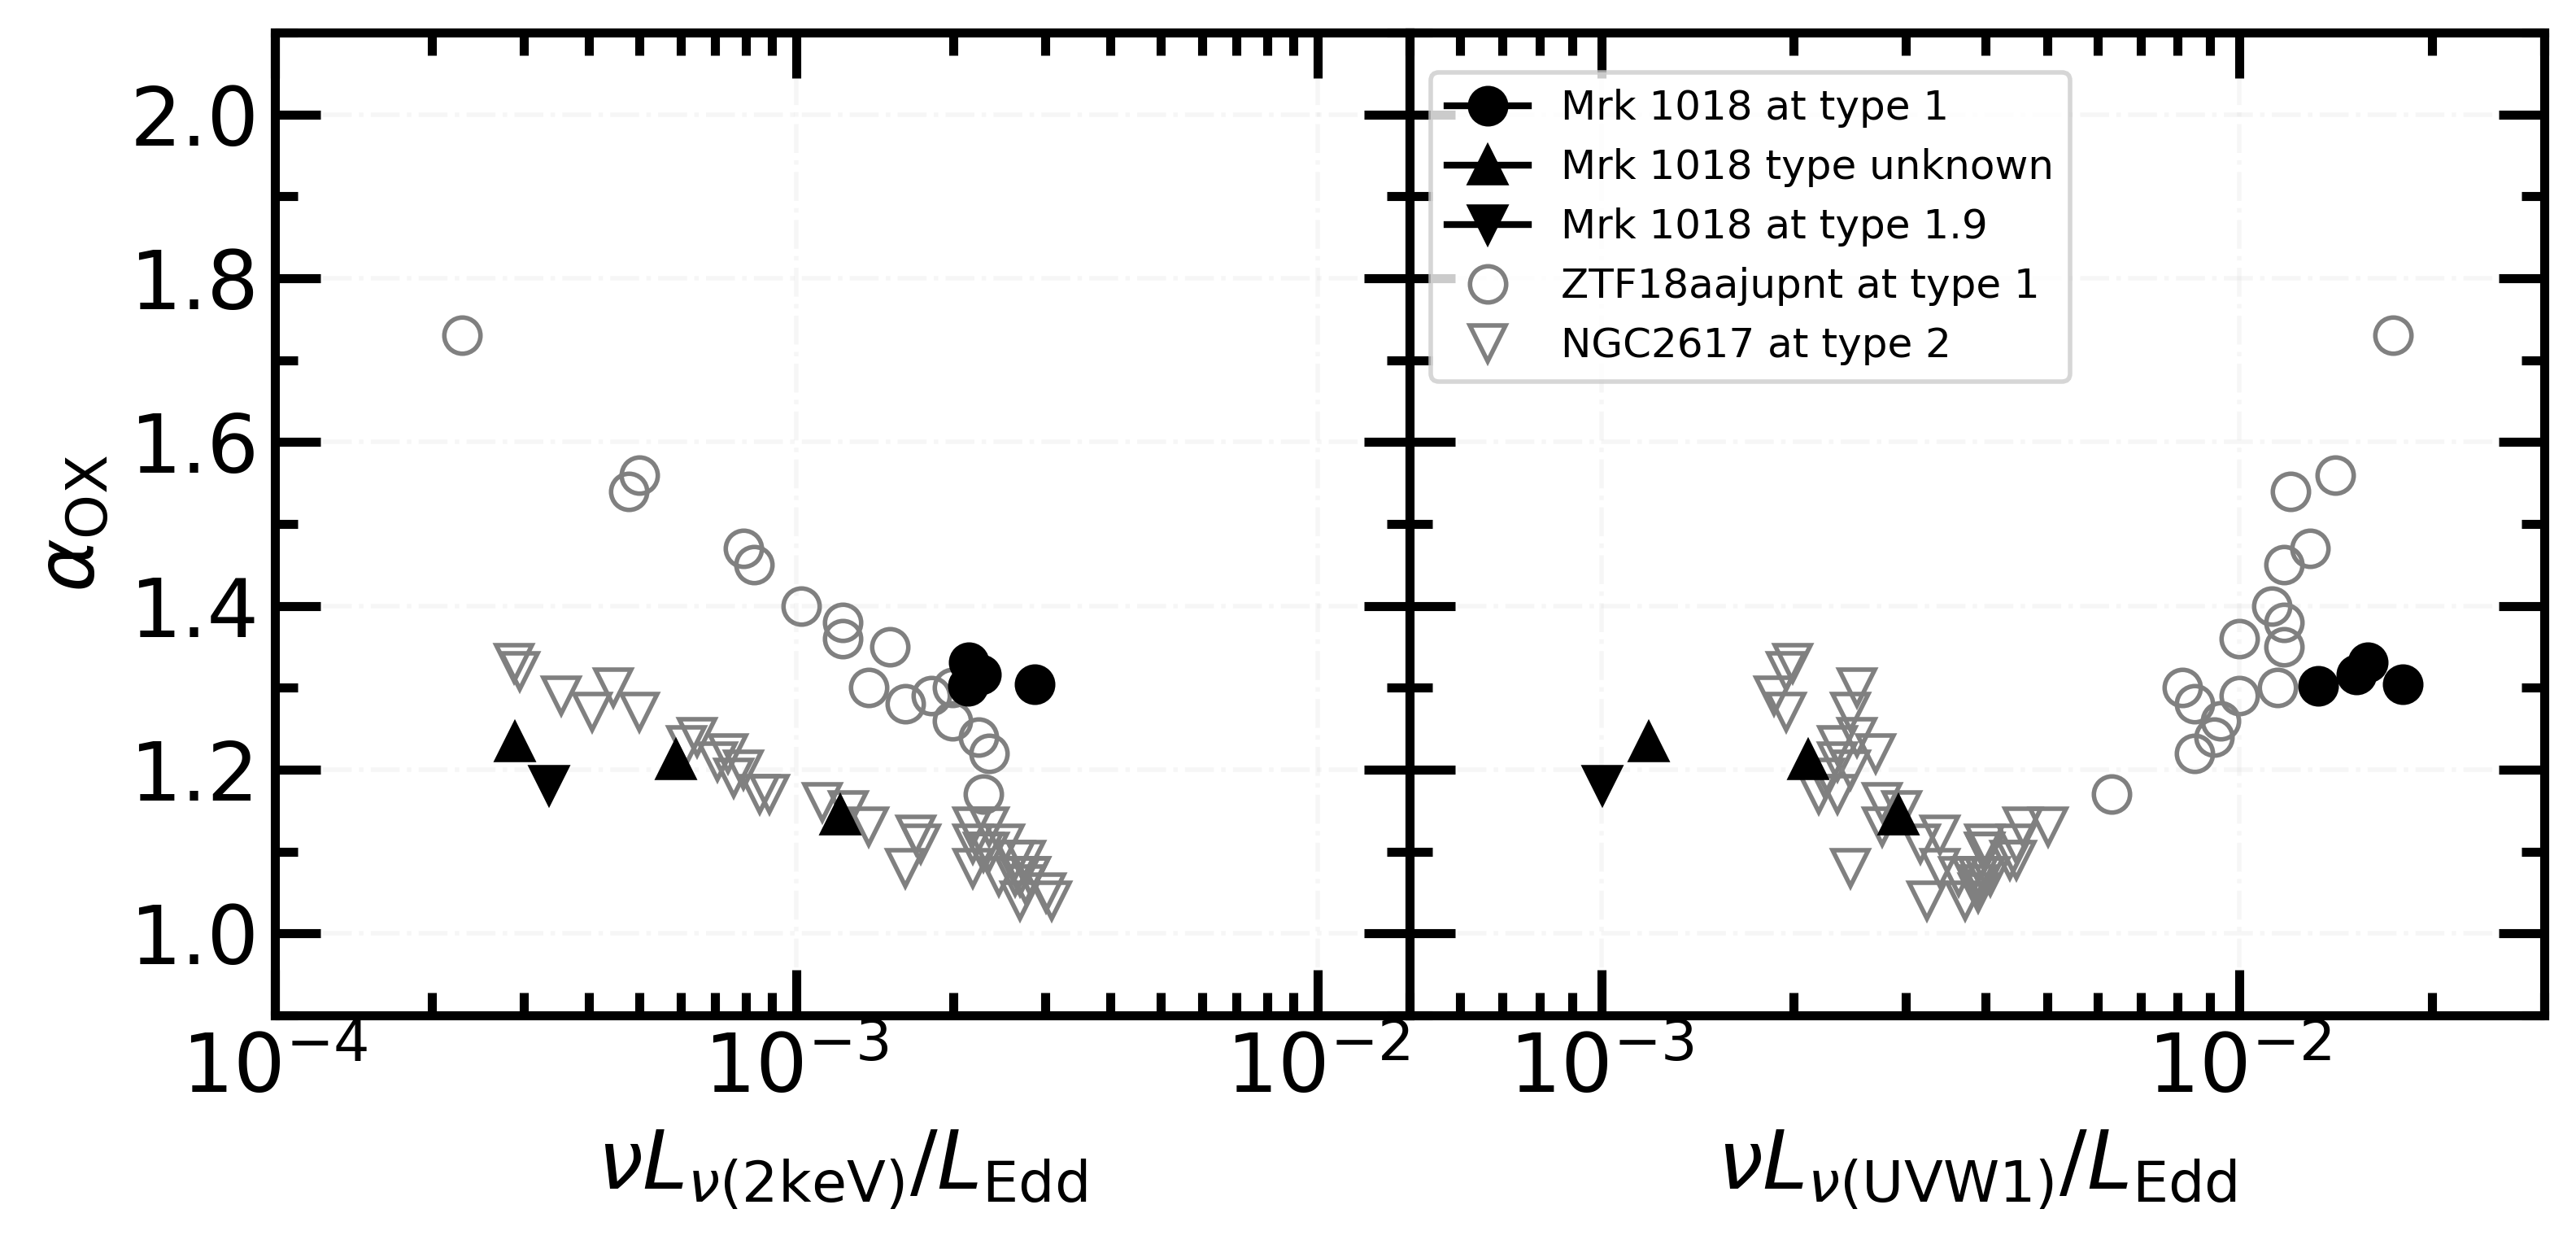 2.0
1.8
1.6
1.4
1.2
1.0
α_OX
10^−4
10^−3
10^−2
10^−3
10^−2
νL_ν(2keV)/L_Edd
νL_ν(UVW1)/L_Edd
Mrk 1018 at type 1
Mrk 1018 type unknown
Mrk 1018 at type 1.9
ZTF18aajupnt at type 1
NGC2617 at type 2